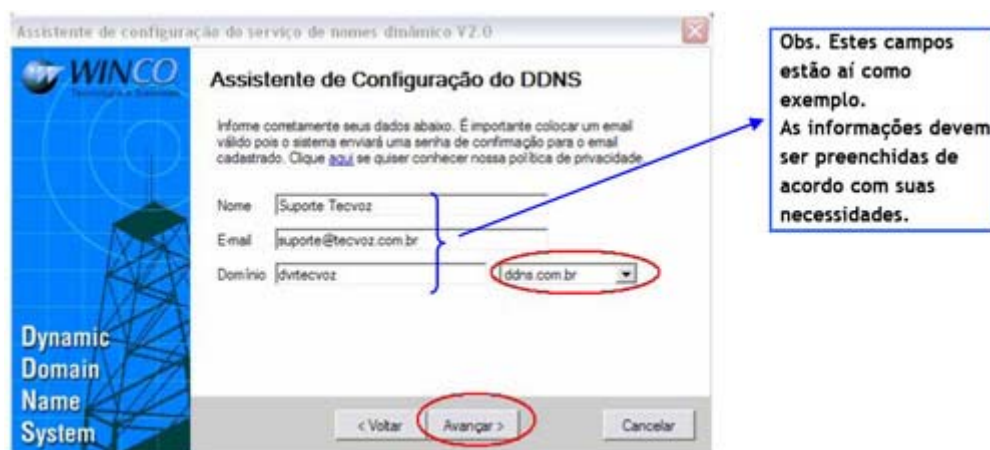 Assistente de configuração do serviço de nomes dinâmico V2.0
WINCO
Assistente de Configuração do DDNS
Informe corretamente seus dados abaixo. É importante colocar um email
válido pois o sistema enviará uma senha de confirmação para o email
cadastrado. Clique aqui se quiser conhecer nossa política de privacidade.
Nome Suporte Tecvoz
E-mail suporte@tecvoz.com.br
Domínio dvrtecvoz ddns.com.br
Dynamic
Domain
Name
System
< Voltar Avançar > Cancelar
Obs. Estes campos
estão aí como
exemplo.
As informações devem
ser preenchidas de
acordo com suas
necessidades.